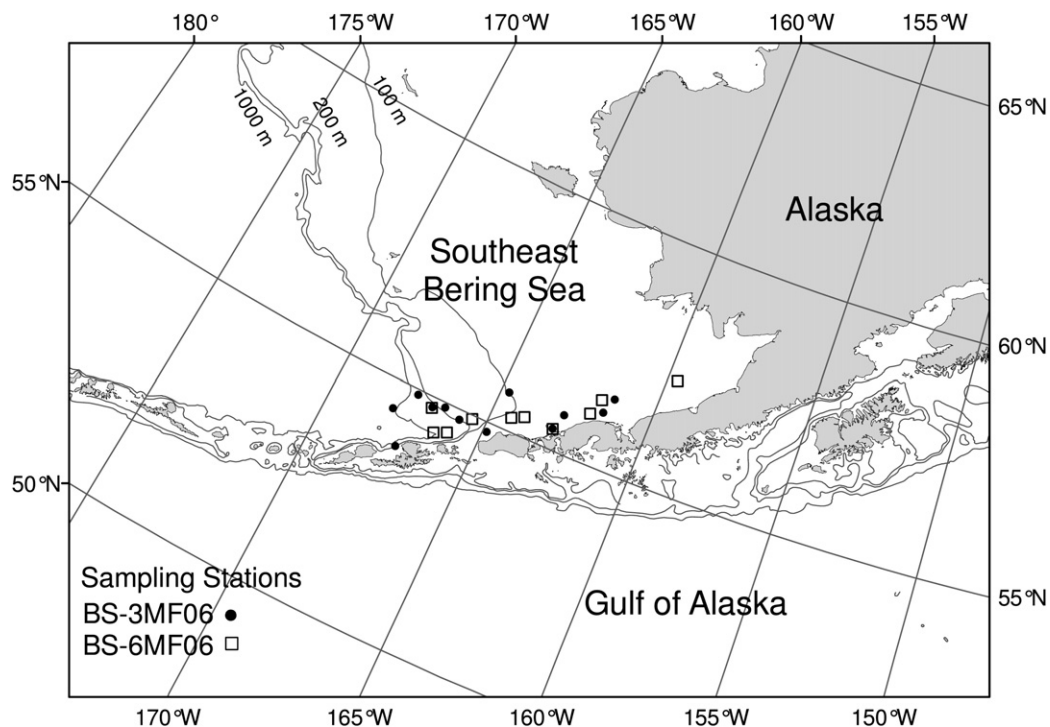 180°
175°W
170°W
165°W
160°W
155°W
1000 m
200 m
100 m
65°N
55°N
Alaska
Southeast
Bering Sea
60°N
50°N
Sampling Stations
BS-3MF06
BS-6MF06
Gulf of Alaska
55°N
170°W
165°W
160°W
155°W
150°W